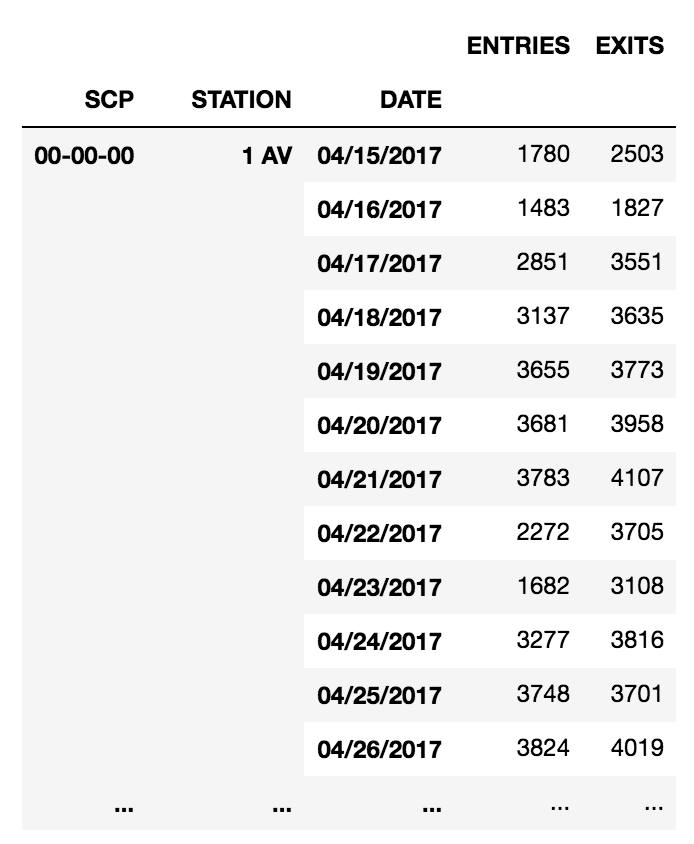 ENTRIES EXITS
SCP STATION DATE
00-00-00 1 AV 04/15/2017 1780 2503
04/16/2017 1483 1827
04/17/2017 2851 3551
04/18/2017 3137 3635
04/19/2017 3655 3773
04/20/2017 3681 3958
04/21/2017 3783 4107
04/22/2017 2272 3705
04/23/2017 1682 3108
04/24/2017 3277 3816
04/25/2017 3748 3701
04/26/2017 3824 4019
... ... ... ... ...